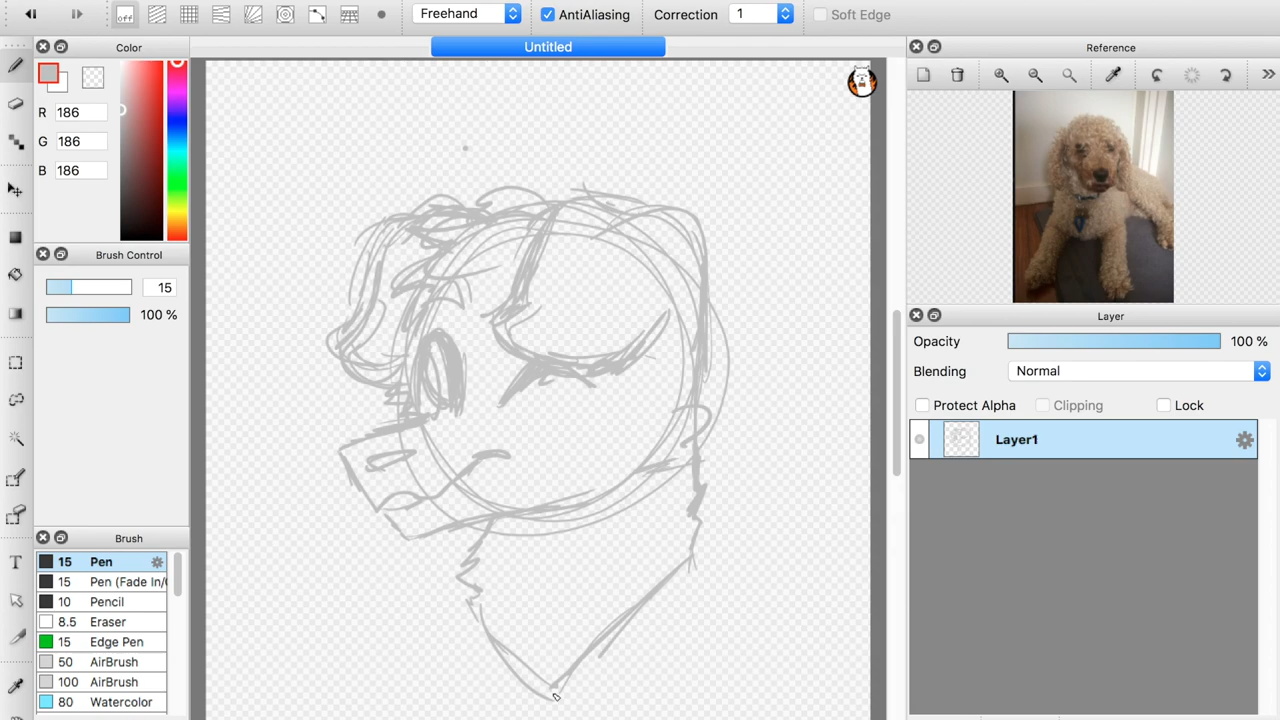 Freehand AntiAliasing Correction 1 Soft Edge
off
Color Untitled Reference
R 186
G 186
B 186
Brush Control
15
100 %
Layer
Opacity 100 %
Blending Normal
Protect Alpha Clipping Lock
Layer1
Brush
15 Pen
15 Pen (Fade In/
10 Pencil
8.5 Eraser
15 Edge Pen
50 AirBrush
100 AirBrush
80 Watercolor
T